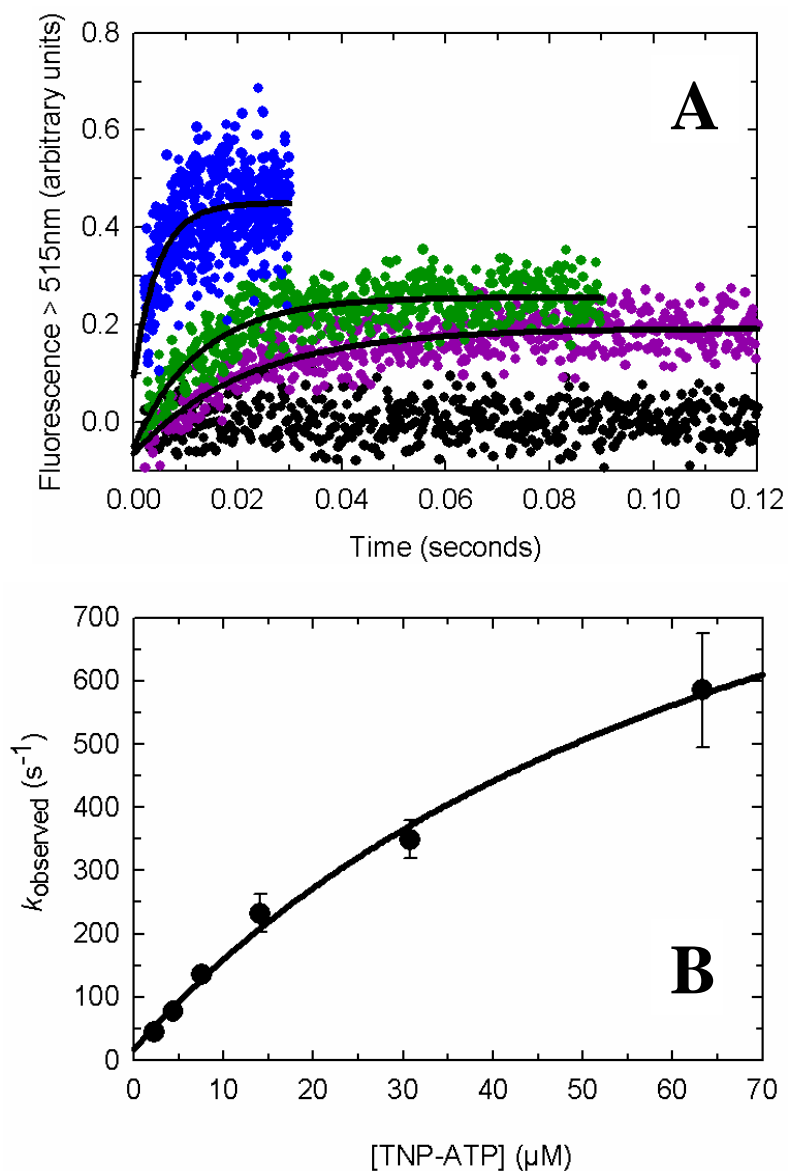 A
Fluorescence > 515nm (arbitrary units)
0.8
0.6
0.4
0.2
0.0
0.00 0.02 0.04 0.06 0.08 0.10 0.12
Time (seconds)
B
kobserved (s-1)
700
600
500
400
300
200
100
0
0 10 20 30 40 50 60 70
[TNP-ATP] (µM)